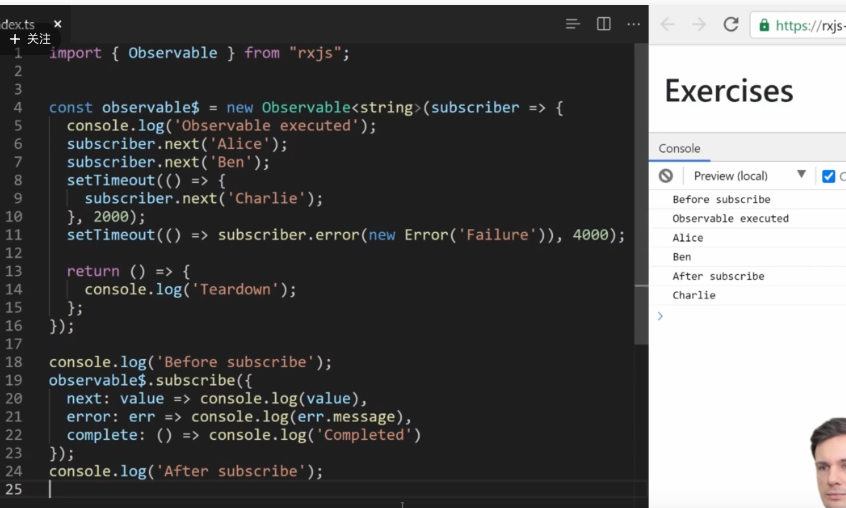 ndex.ts ×
+ 关注
1 import { Observable } from "rxjs";
2
3
4 const observable$ = new Observable<string>(subscriber => {
5 console.log('Observable executed');
6 subscriber.next('Alice');
7 subscriber.next('Ben');
8 setTimeout(() => {
9 subscriber.next('Charlie');
10 }, 2000);
11 setTimeout(() => subscriber.error(new Error('Failure')), 4000);
12
13 return () => {
14 console.log('Teardown');
15 };
16 });
17
18 console.log('Before subscribe');
19 observable$.subscribe({
20 next: value => console.log(value),
21 error: err => console.log(err.message),
22 complete: () => console.log('Completed')
23 });
24 console.log('After subscribe');
25
https://rxjs-
Exercises
Console
Preview (local)
Before subscribe
Observable executed
Alice
Ben
After subscribe
Charlie